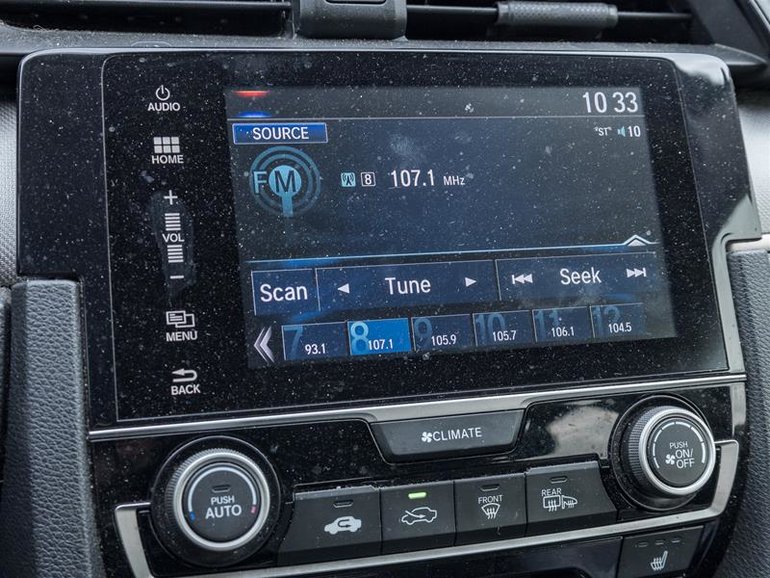 AUDIO
HOME
+
VOL
-
MENU
BACK
10 33
SOURCE
"ST" 10
FM
8 107.1 MHz
Scan ◄ Tune ► ⏮ Seek ⏭
7 93.1 8 107.1 9 105.9 10 105.7 11 106.1 12 104.5
CLIMATE
PUSH AUTO
FRONT
REAR
PUSH ON/ OFF